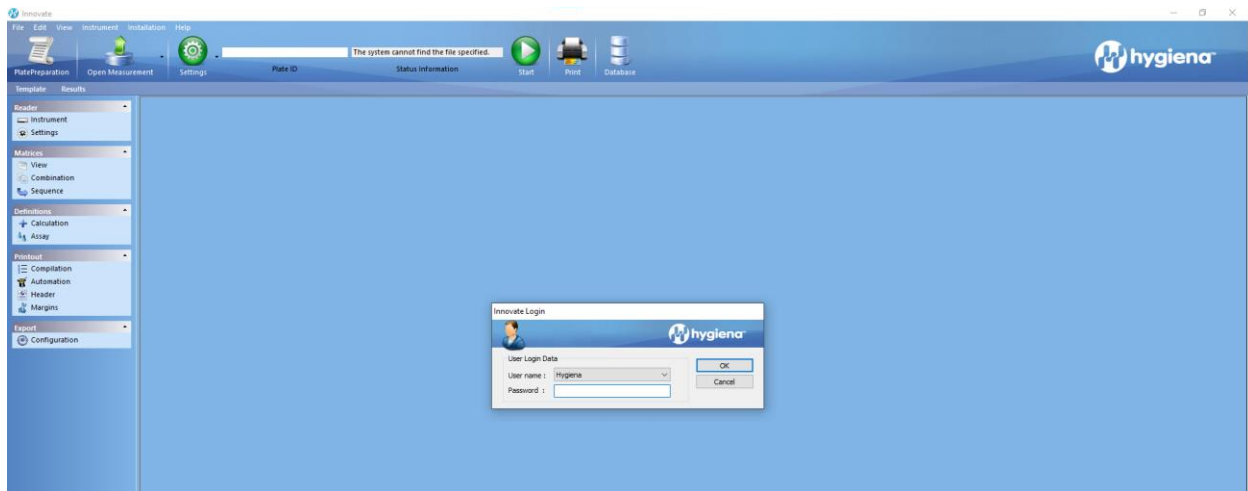 Innovate
File Edit View Instrument Installation Help
The system cannot find the file specified.
PlatePreparation Open Measurement Settings Plate ID Status Information Start Print Database
hygiena
Template Results
Reader
Instrument
Settings
Matrices
View
Combination
Sequence
Definitions
Calculation
Assay
Printout
Compilation
Automation
Header
Margins
Export
Configuration
Innovate Login
hygiena
User Login Data
User name : Hygiena
Password :
OK
Cancel